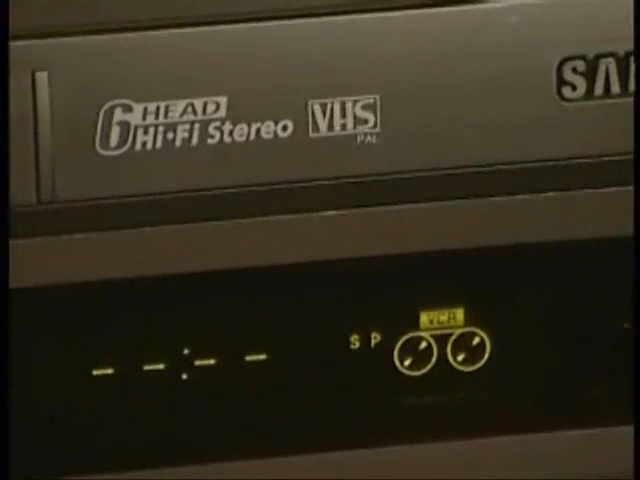 6 HEAD
Hi-Fi Stereo
VHS
PAL
SP
VCR
--:--